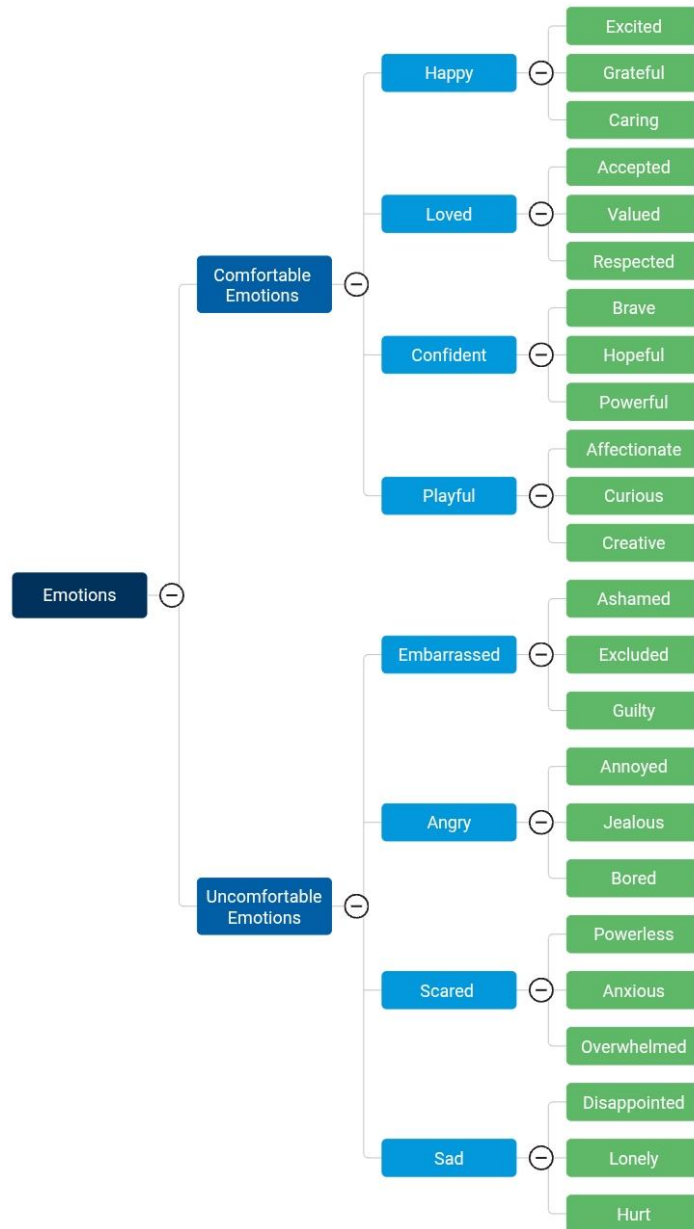 Emotions
Comfortable
Emotions
Happy
Excited
Grateful
Caring
Loved
Accepted
Valued
Respected
Confident
Brave
Hopeful
Powerful
Playful
Affectionate
Curious
Creative
Uncomfortable
Emotions
Embarrassed
Ashamed
Excluded
Guilty
Angry
Annoyed
Jealous
Bored
Scared
Powerless
Anxious
Overwhelmed
Sad
Disappointed
Lonely
Hurt